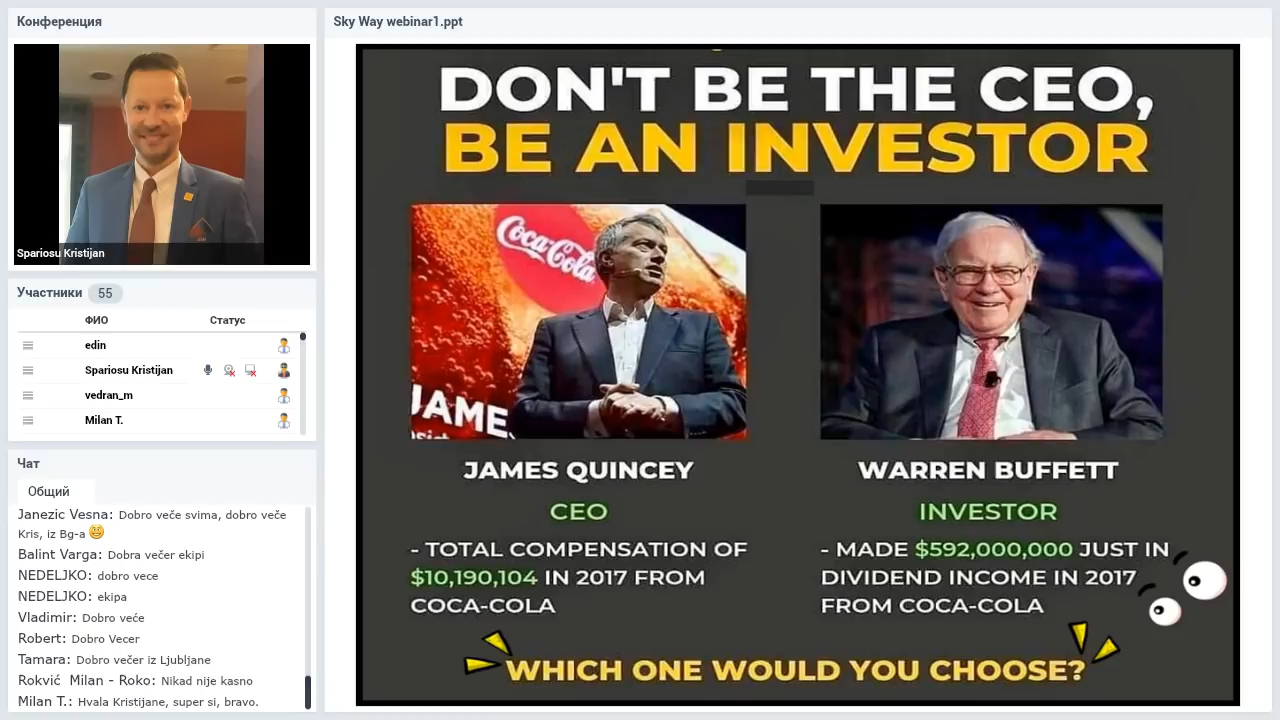 Конференция
Spariosu Kristijan
Участники 55
ФИО Статус
edin
Spariosu Kristijan
vedran_m
Milan T.
Чат
Общий
Janezic Vesna: Dobro veče svima, dobro veče
Kris, iz Bg-a
Balint Varga: Dobra večer ekipi
NEDELJKO: dobro vece
NEDELJKO: ekipa
Vladimir: Dobro veće
Robert: Dobro Vecer
Tamara: Dobro večer iz Ljubljane
Rokvić Milan - Roko: Nikad nije kasno
Milan T.: Hvala Kristijane, super si, bravo.
Sky Way webinar1.ppt
DON'T BE THE CEO,
BE AN INVESTOR
Coca-Cola
JAME
JAMES QUINCEY
CEO
- TOTAL COMPENSATION OF
$10,190,104 IN 2017 FROM
COCA-COLA
WARREN BUFFETT
INVESTOR
- MADE $592,000,000 JUST IN
DIVIDEND INCOME IN 2017
FROM COCA-COLA
WHICH ONE WOULD YOU CHOOSE?